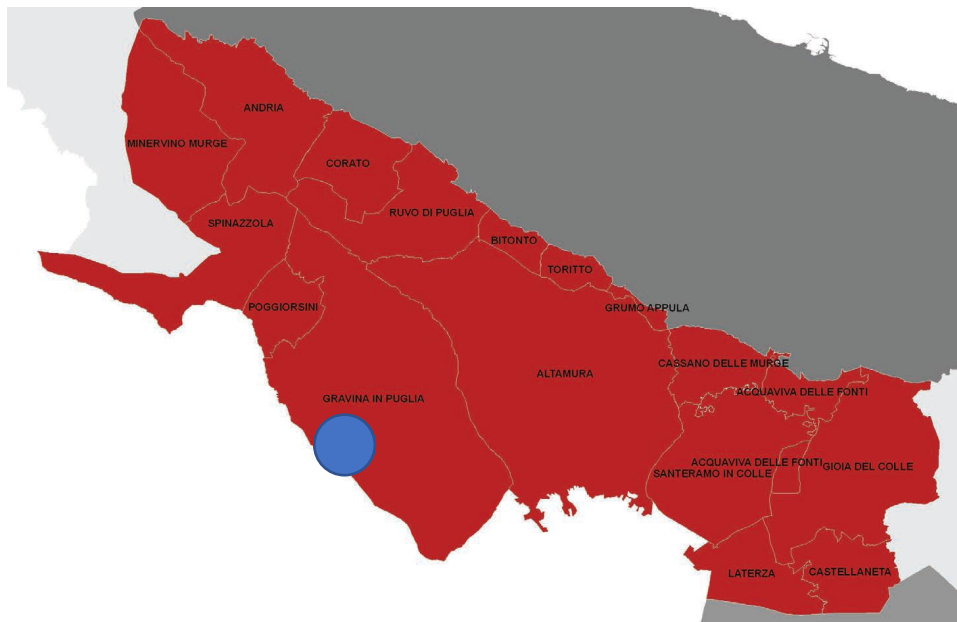 ANDRIA
MINERVINO MURGE
CORATO
RUVO DI PUGLIA
SPINAZZOLA
BITONTO
TORITTO
POGGIORSINI
GRUMO APPULA
CASSANO DELLE MURGE
ALTAMURA
ACQUAVIVA DELLE FONTI
GRAVINA IN PUGLIA
ACQUAVIVA DELLE FONTI
GIOIA DEL COLLE
SANTERAMO IN COLLE
LATERZA
CASTELLANETA